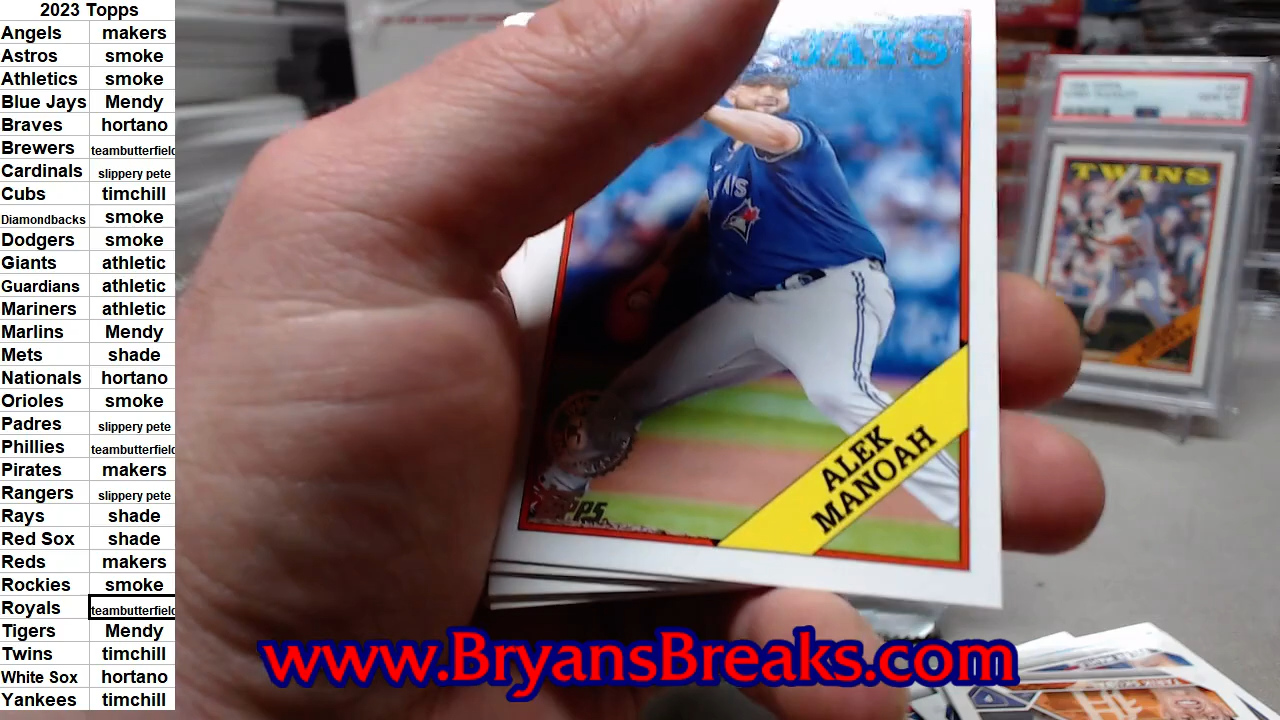 2023 Topps
Angels makers
Astros smoke
Athletics smoke
Blue Jays Mendy
Braves hortano
Brewers teambutterfield
Cardinals slippery pete
Cubs timchill
Diamondbacks smoke
Dodgers smoke
Giants athletic
Guardians athletic
Mariners athletic
Marlins Mendy
Mets shade
Nationals hortano
Orioles smoke
Padres slippery pete
Phillies teambutterfield
Pirates makers
Rangers slippery pete
Rays shade
Red Sox shade
Reds makers
Rockies smoke
Royals teambutterfield
Tigers Mendy
Twins timchill
White Sox hortano
Yankees timchill
JAYS
ALEK
MANOAH
TOPPS
TWINS
www.BryansBreaks.com